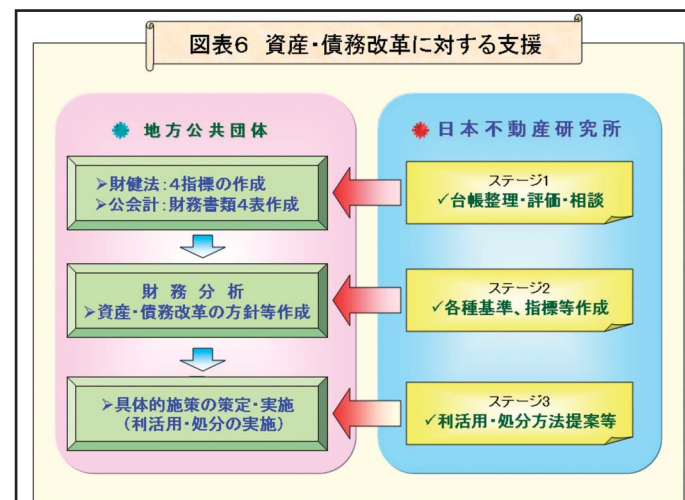 図表6 資産・債務改革に対する支援
地方公共団体
➢財健法：4指標の作成
➢公会計：財務書類4表作成
財務分析
➢資産・債務改革の方針等作成
➢具体的施策の策定・実施
（利活用・処分の実施）
日本不動産研究所
ステージ1
✓台帳整理・評価・相談
ステージ2
✓各種基準、指標等作成
ステージ3
✓利活用・処分方法提案等